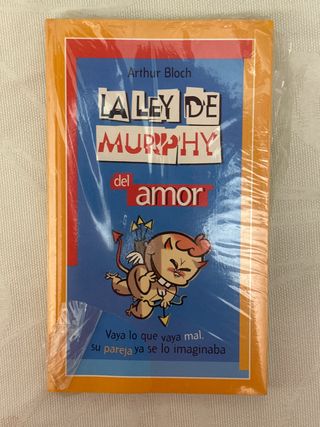 Arthur Bloch
LA LEY DE
MURPHY
del amor
Vaya lo que vaya mal,
su pareja ya se lo imaginaba